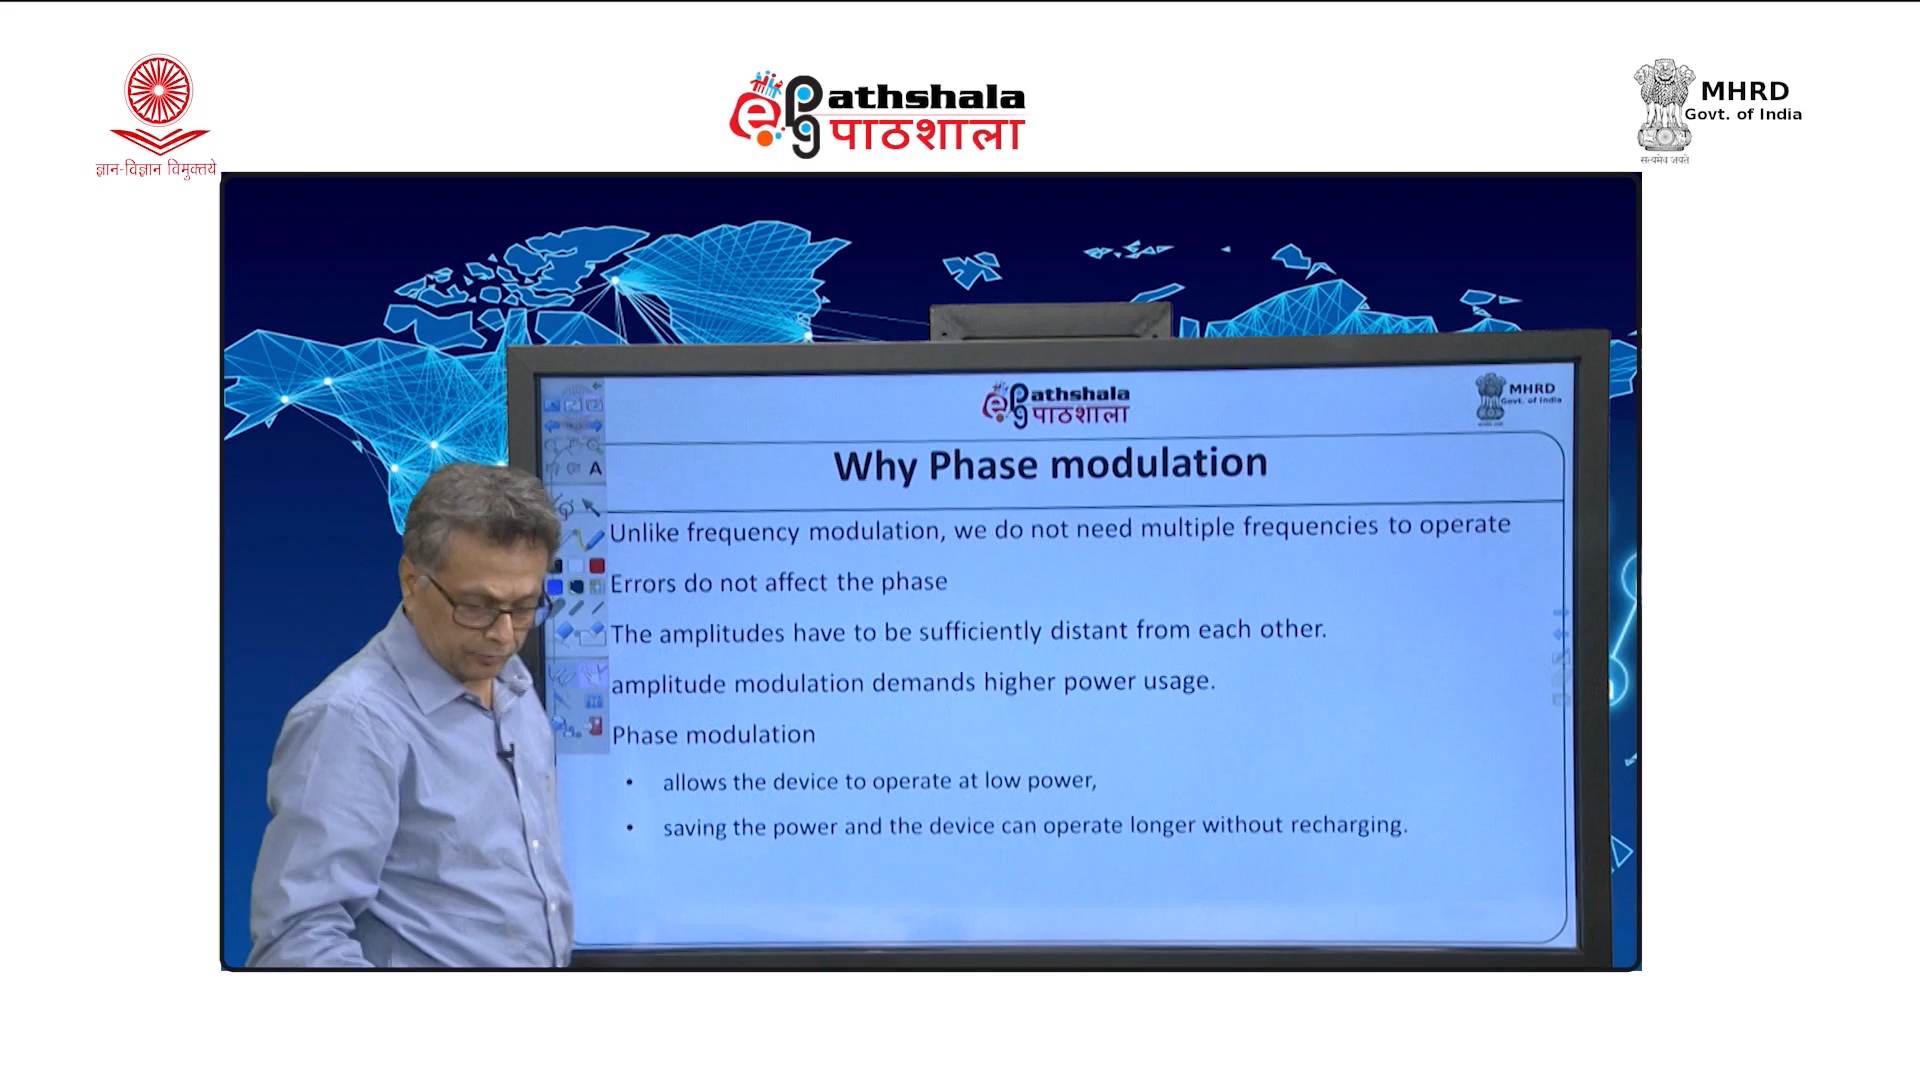 ज्ञान-विज्ञान विमुक्तये
ePg athshala
पाठशाला
MHRD
Govt. of India
सत्यमेव जयते
ePg athshala
पाठशाला
MHRD
Govt. of India
A
Why Phase modulation
Unlike frequency modulation, we do not need multiple frequencies to operate
Errors do not affect the phase
The amplitudes have to be sufficiently distant from each other.
amplitude modulation demands higher power usage.
Phase modulation
• allows the device to operate at low power,
• saving the power and the device can operate longer without recharging.